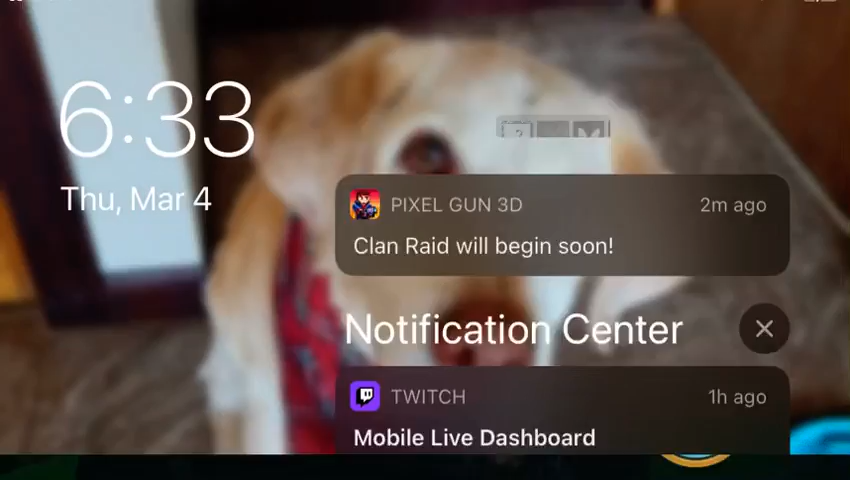 6:33
Thu, Mar 4
PIXEL GUN 3D
2m ago
Clan Raid will begin soon!
Notification Center
TWITCH
1h ago
Mobile Live Dashboard